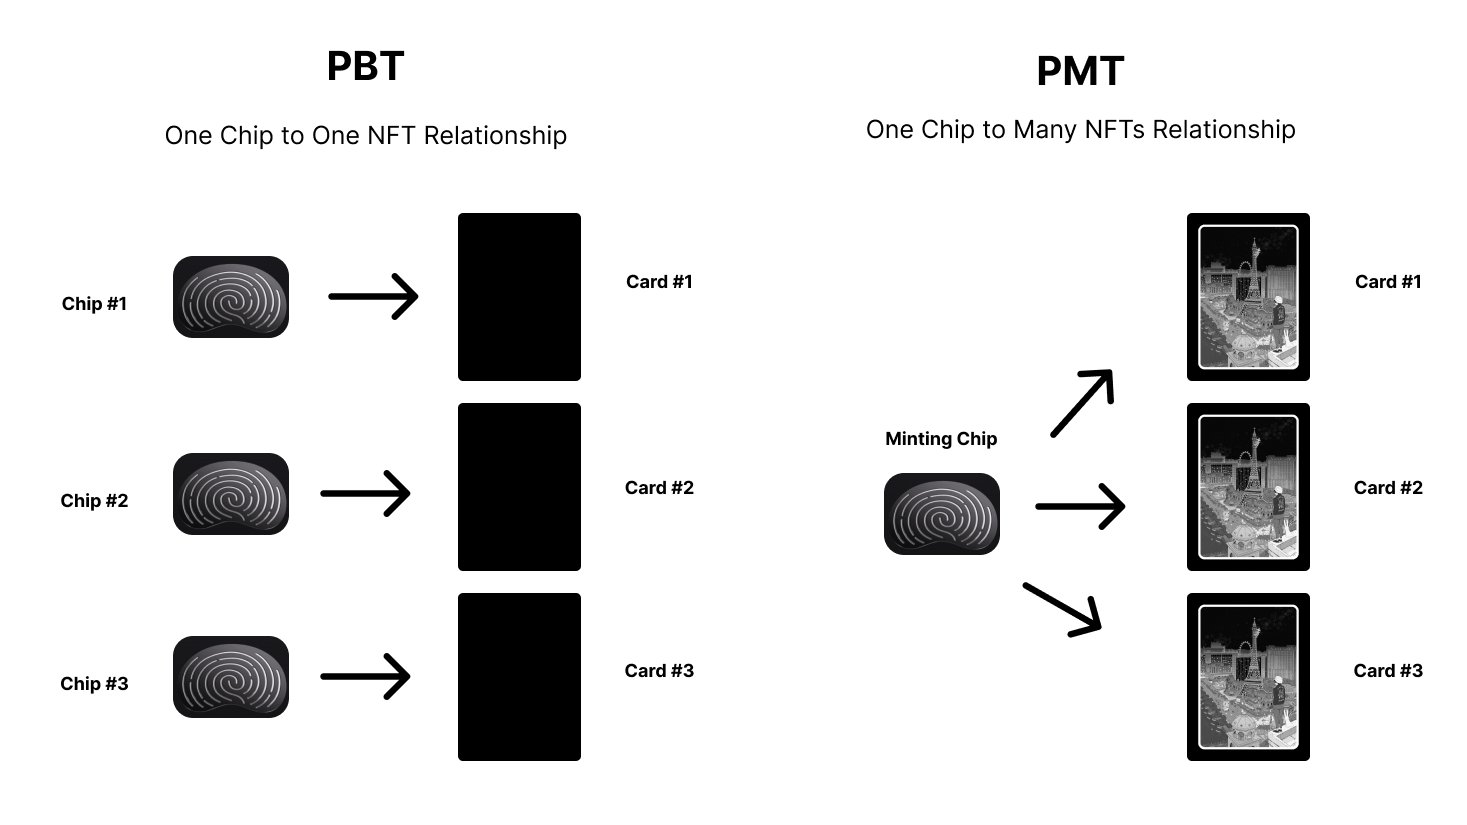 PBT
One Chip to One NFT Relationship
Chip #1
Card #1
Chip #2
Card #2
Chip #3
Card #3
PMT
One Chip to Many NFTs Relationship
Minting Chip
Card #1
Card #2
Card #3